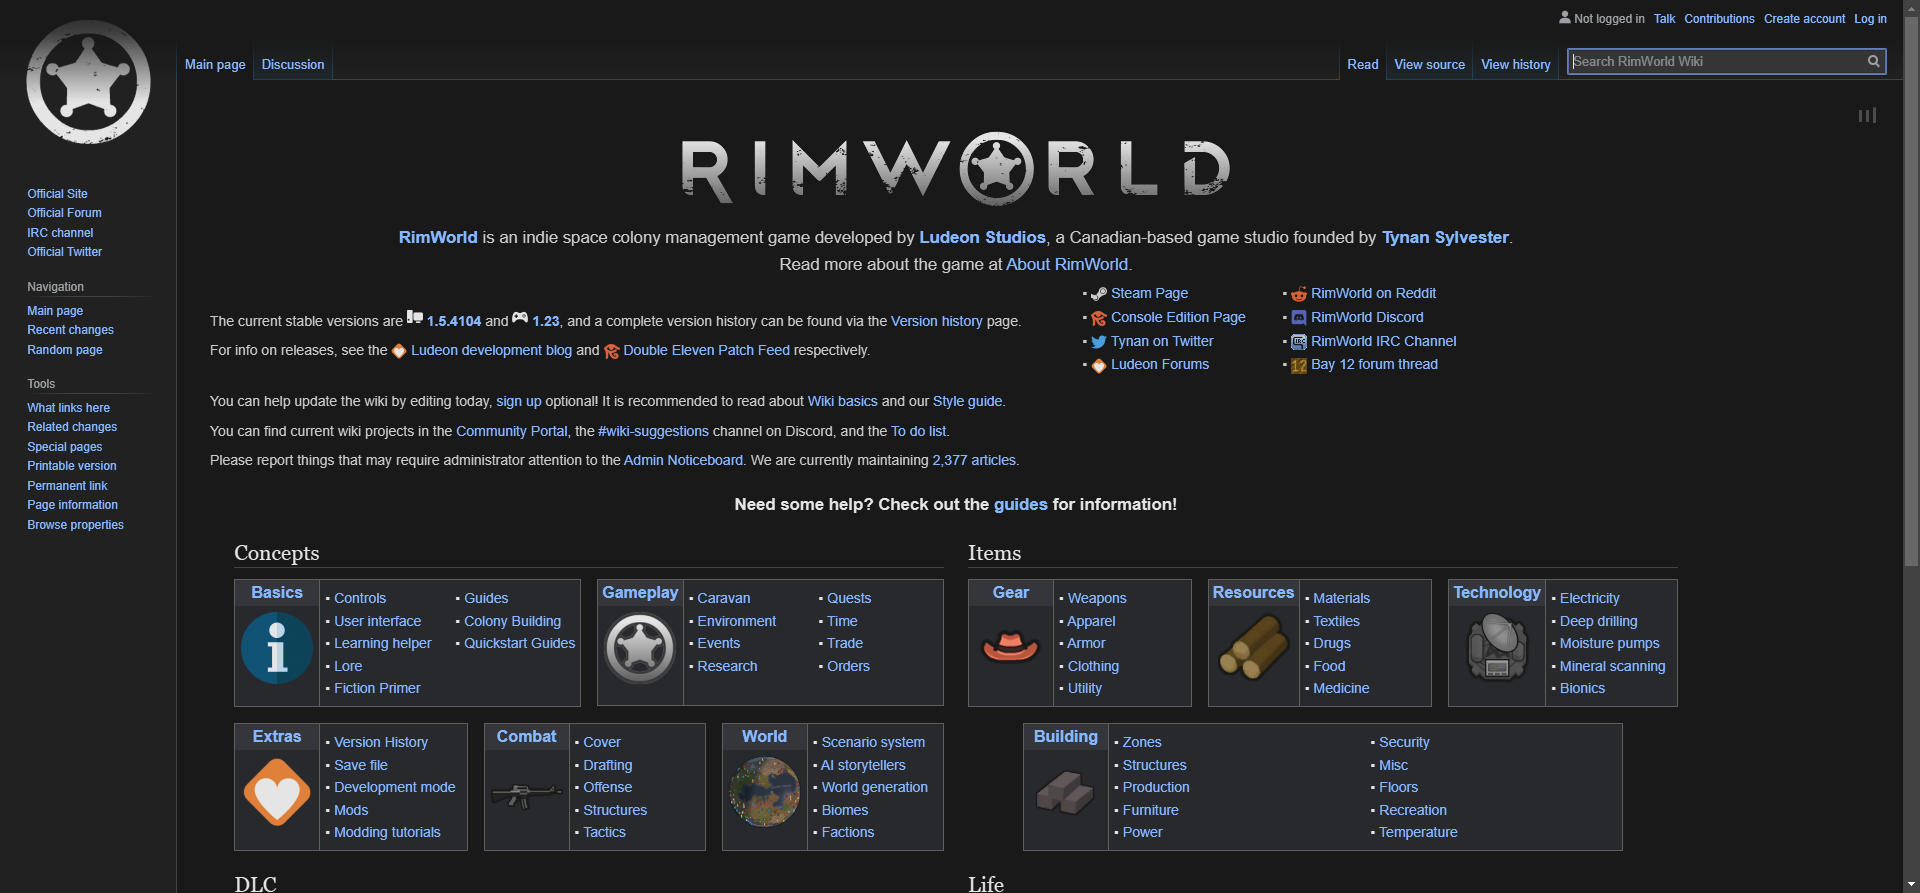 Not logged in Talk Contributions Create account Log in
Main page Discussion Read View source View history Search RimWorld Wiki
RIMWORLD
Official Site
Official Forum
IRC channel
Official Twitter
Navigation
Main page
Recent changes
Random page
Tools
What links here
Related changes
Special pages
Printable version
Permanent link
Page information
Browse properties
RimWorld is an indie space colony management game developed by Ludeon Studios, a Canadian-based game studio founded by Tynan Sylvester.
Read more about the game at About RimWorld.
The current stable versions are 1.5.4104 and 1.23, and a complete version history can be found via the Version history page.
For info on releases, see the Ludeon development blog and Double Eleven Patch Feed respectively.
Steam Page
Console Edition Page
Tynan on Twitter
Ludeon Forums
RimWorld on Reddit
RimWorld Discord
RimWorld IRC Channel
Bay 12 forum thread
You can help update the wiki by editing today, sign up optional! It is recommended to read about Wiki basics and our Style guide.
You can find current wiki projects in the Community Portal, the #wiki-suggestions channel on Discord, and the To do list.
Please report things that may require administrator attention to the Admin Noticeboard. We are currently maintaining 2,377 articles.
Need some help? Check out the guides for information!
Concepts
Basics
Controls
User interface
Learning helper
Lore
Fiction Primer
Guides
Colony Building
Quickstart Guides
Gameplay
Caravan
Environment
Events
Research
Quests
Time
Trade
Orders
Extras
Version History
Save file
Development mode
Mods
Modding tutorials
Combat
Cover
Drafting
Offense
Structures
Tactics
World
Scenario system
AI storytellers
World generation
Biomes
Factions
Items
Gear
Weapons
Apparel
Armor
Clothing
Utility
Resources
Materials
Textiles
Drugs
Food
Medicine
Technology
Electricity
Deep drilling
Moisture pumps
Mineral scanning
Bionics
Building
Zones
Structures
Production
Furniture
Power
Security
Misc
Floors
Recreation
Temperature
DLC
Life